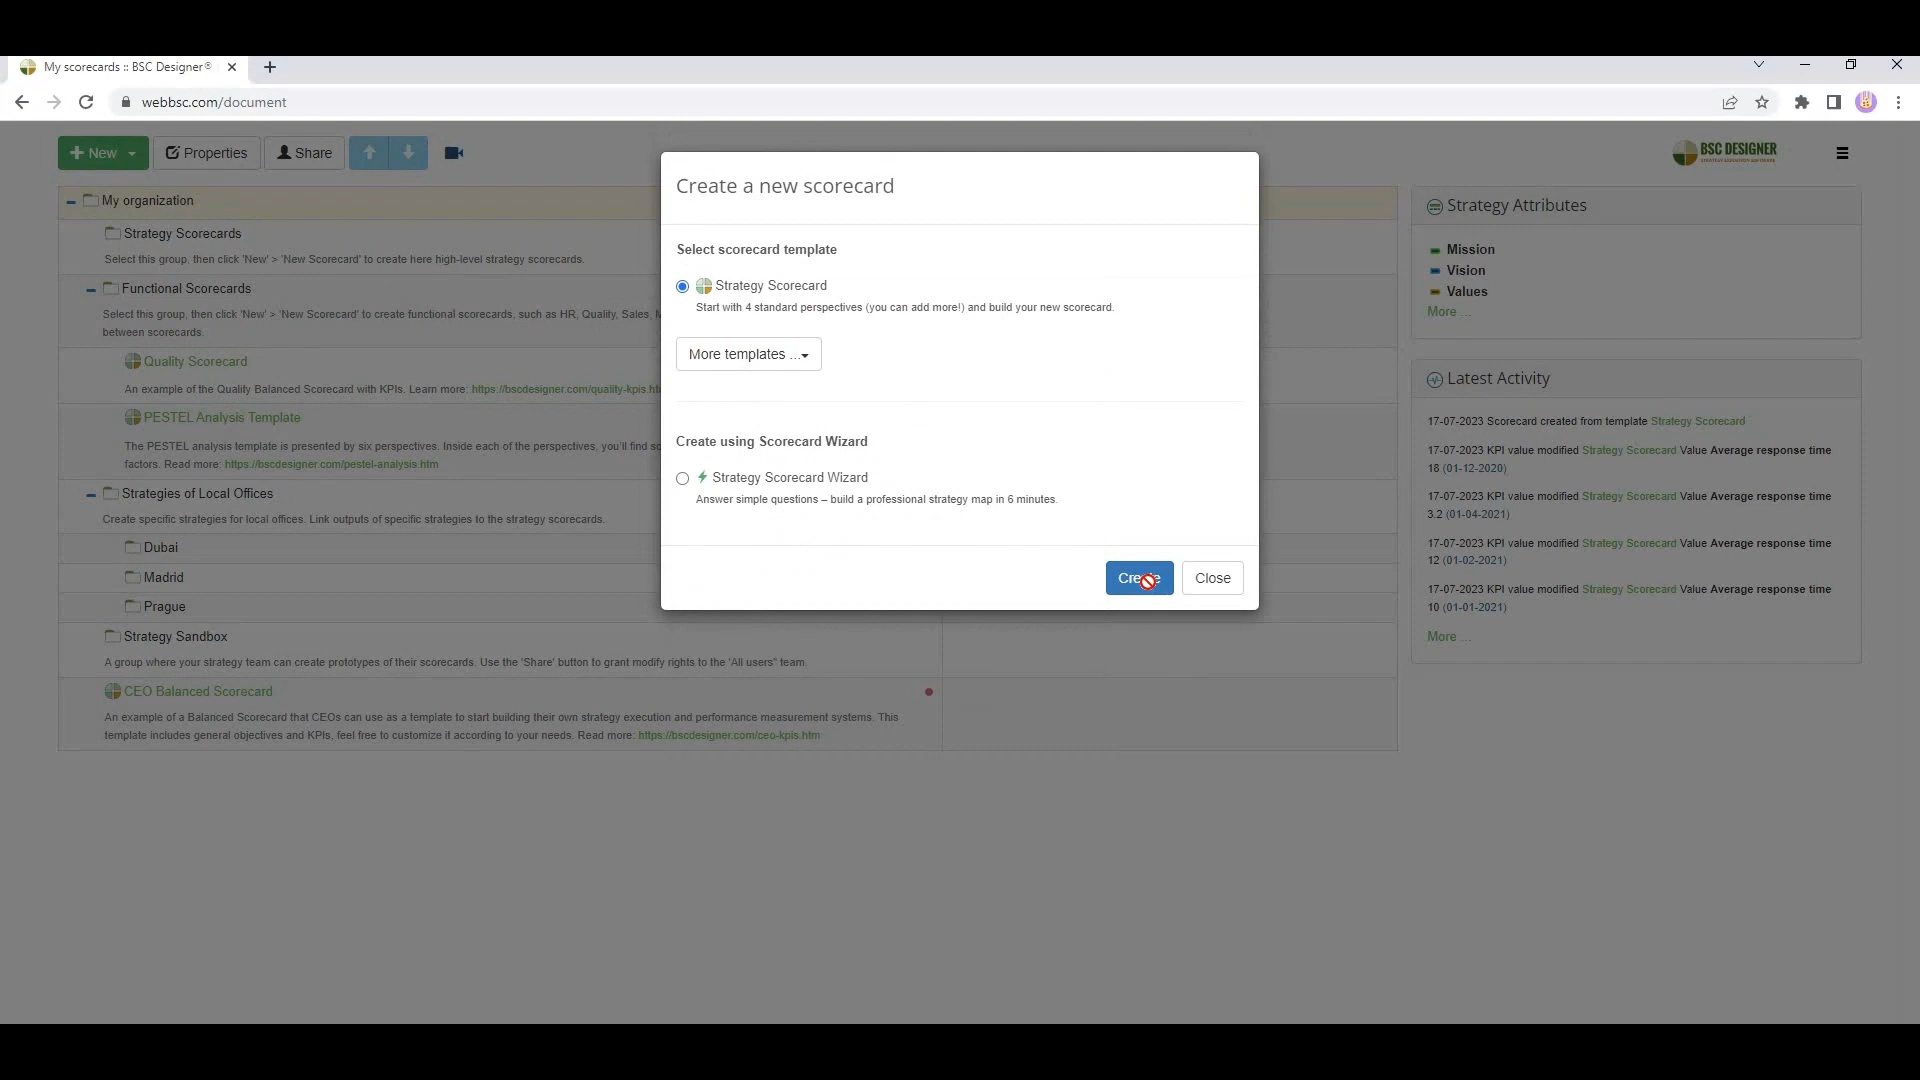 My scorecards :: BSC Designer®
webbsc.com/document
New
Properties
Share
BSC DESIGNER
My organization
Strategy Scorecards
Select this group, then click 'New' > 'New Scorecard' to create here high-level strategy scorecards.
Functional Scorecards
Select this group, then click 'New' > 'New Scorecard' to create functional scorecards, such as HR, Quality, Sales,
between scorecards.
Quality Scorecard
An example of the Quality Balanced Scorecard with KPIs. Learn more: https://bscdesigner.com/quality-kpis.ht
PESTEL Analysis Template
The PESTEL analysis template is presented by six perspectives. Inside each of the perspectives, you'll find so
factors. Read more: https://bscdesigner.com/pestel-analysis.htm
Strategies of Local Offices
Create specific strategies for local offices. Link outputs of specific strategies to the strategy scorecards.
Dubai
Madrid
Prague
Strategy Sandbox
A group where your strategy team can create prototypes of their scorecards. Use the 'Share' button to grant modify rights to the 'All users" team.
CEO Balanced Scorecard
An example of a Balanced Scorecard that CEOs can use as a template to start building their own strategy execution and performance measurement systems. This
template includes general objectives and KPIs, feel free to customize it according to your needs. Read more: https://bscdesigner.com/ceo-kpis.htm
Create a new scorecard
Select scorecard template
Strategy Scorecard
Start with 4 standard perspectives (you can add more!) and build your new scorecard.
More templates ...
Create using Scorecard Wizard
Strategy Scorecard Wizard
Answer simple questions – build a professional strategy map in 6 minutes.
Create
Close
Strategy Attributes
Mission
Vision
Values
More ...
Latest Activity
17-07-2023 Scorecard created from template Strategy Scorecard
17-07-2023 KPI value modified Strategy Scorecard Value Average response time
18 (01-12-2020)
17-07-2023 KPI value modified Strategy Scorecard Value Average response time
3.2 (01-04-2021)
17-07-2023 KPI value modified Strategy Scorecard Value Average response time
12 (01-02-2021)
17-07-2023 KPI value modified Strategy Scorecard Value Average response time
10 (01-01-2021)
More ...